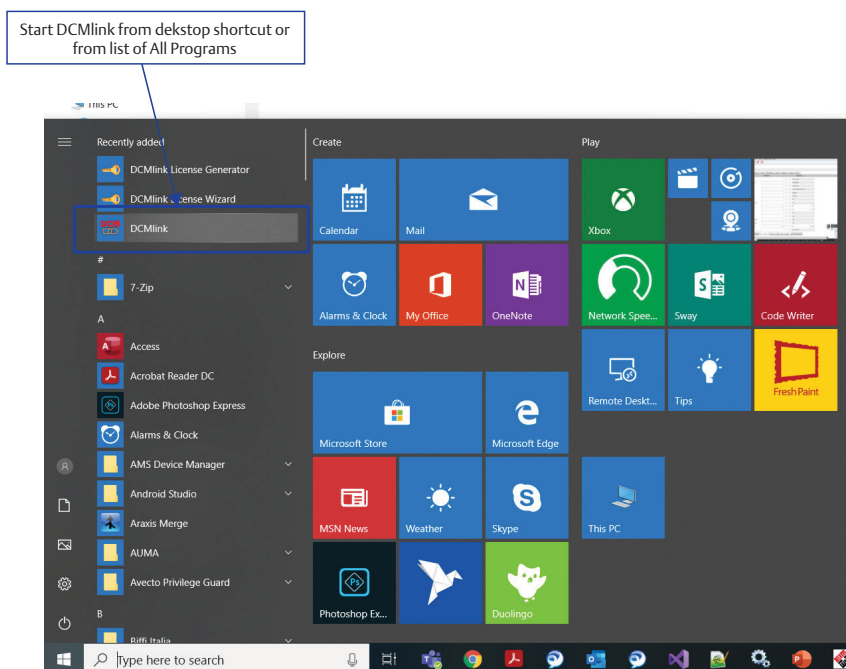 Start DCMlink from dekstop shortcut or
from list of All Programs
This PC
Recently added
DCMlink License Generator
DCMlink License Wizard
DCMlink
#
7-Zip
A
Access
Acrobat Reader DC
Adobe Photoshop Express
Alarms & Clock
AMS Device Manager
Android Studio
Araxis Merge
AUMA
Avecto Privilege Guard
B
Biffi Italia
Create
Calendar
Mail
Alarms & Clock
My Office
OneNote
Explore
Microsoft Store
Microsoft Edge
MSN News
Weather
Skype
Photoshop Ex...
Duolingo
Play
Xbox
Network Spee...
Sway
Code Writer
Remote Deskt...
Tips
Fresh Paint
This PC
Type here to search